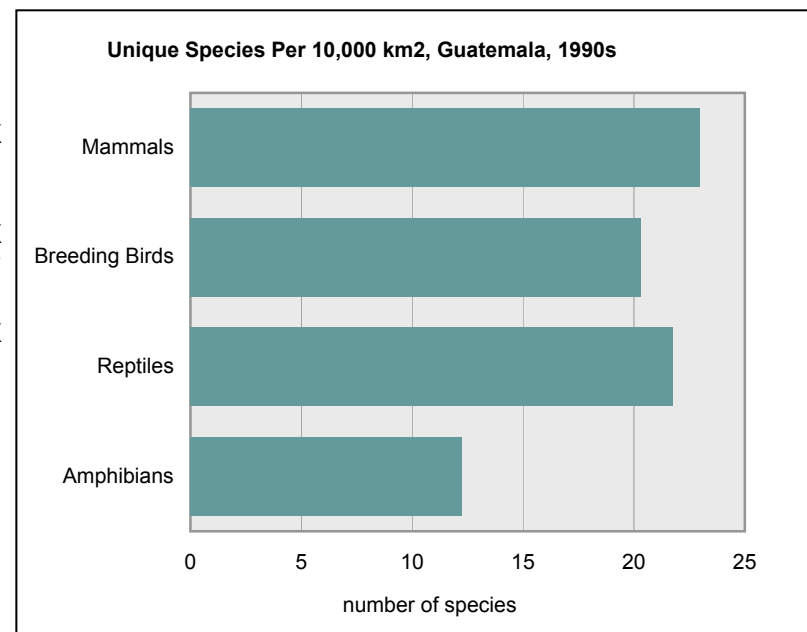 Unique Species Per 10,000 km2, Guatemala, 1990s
Mammals
Breeding Birds
Reptiles
Amphibians
0 5 10 15 20 25
number of species